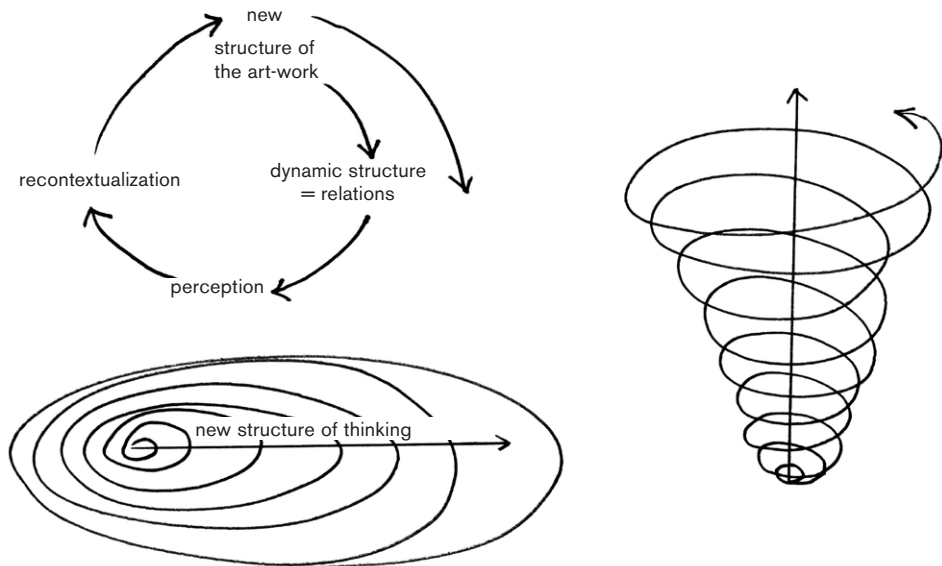 new
structure of
the art-work
dynamic structure
= relations
recontextualization
perception
new structure of thinking